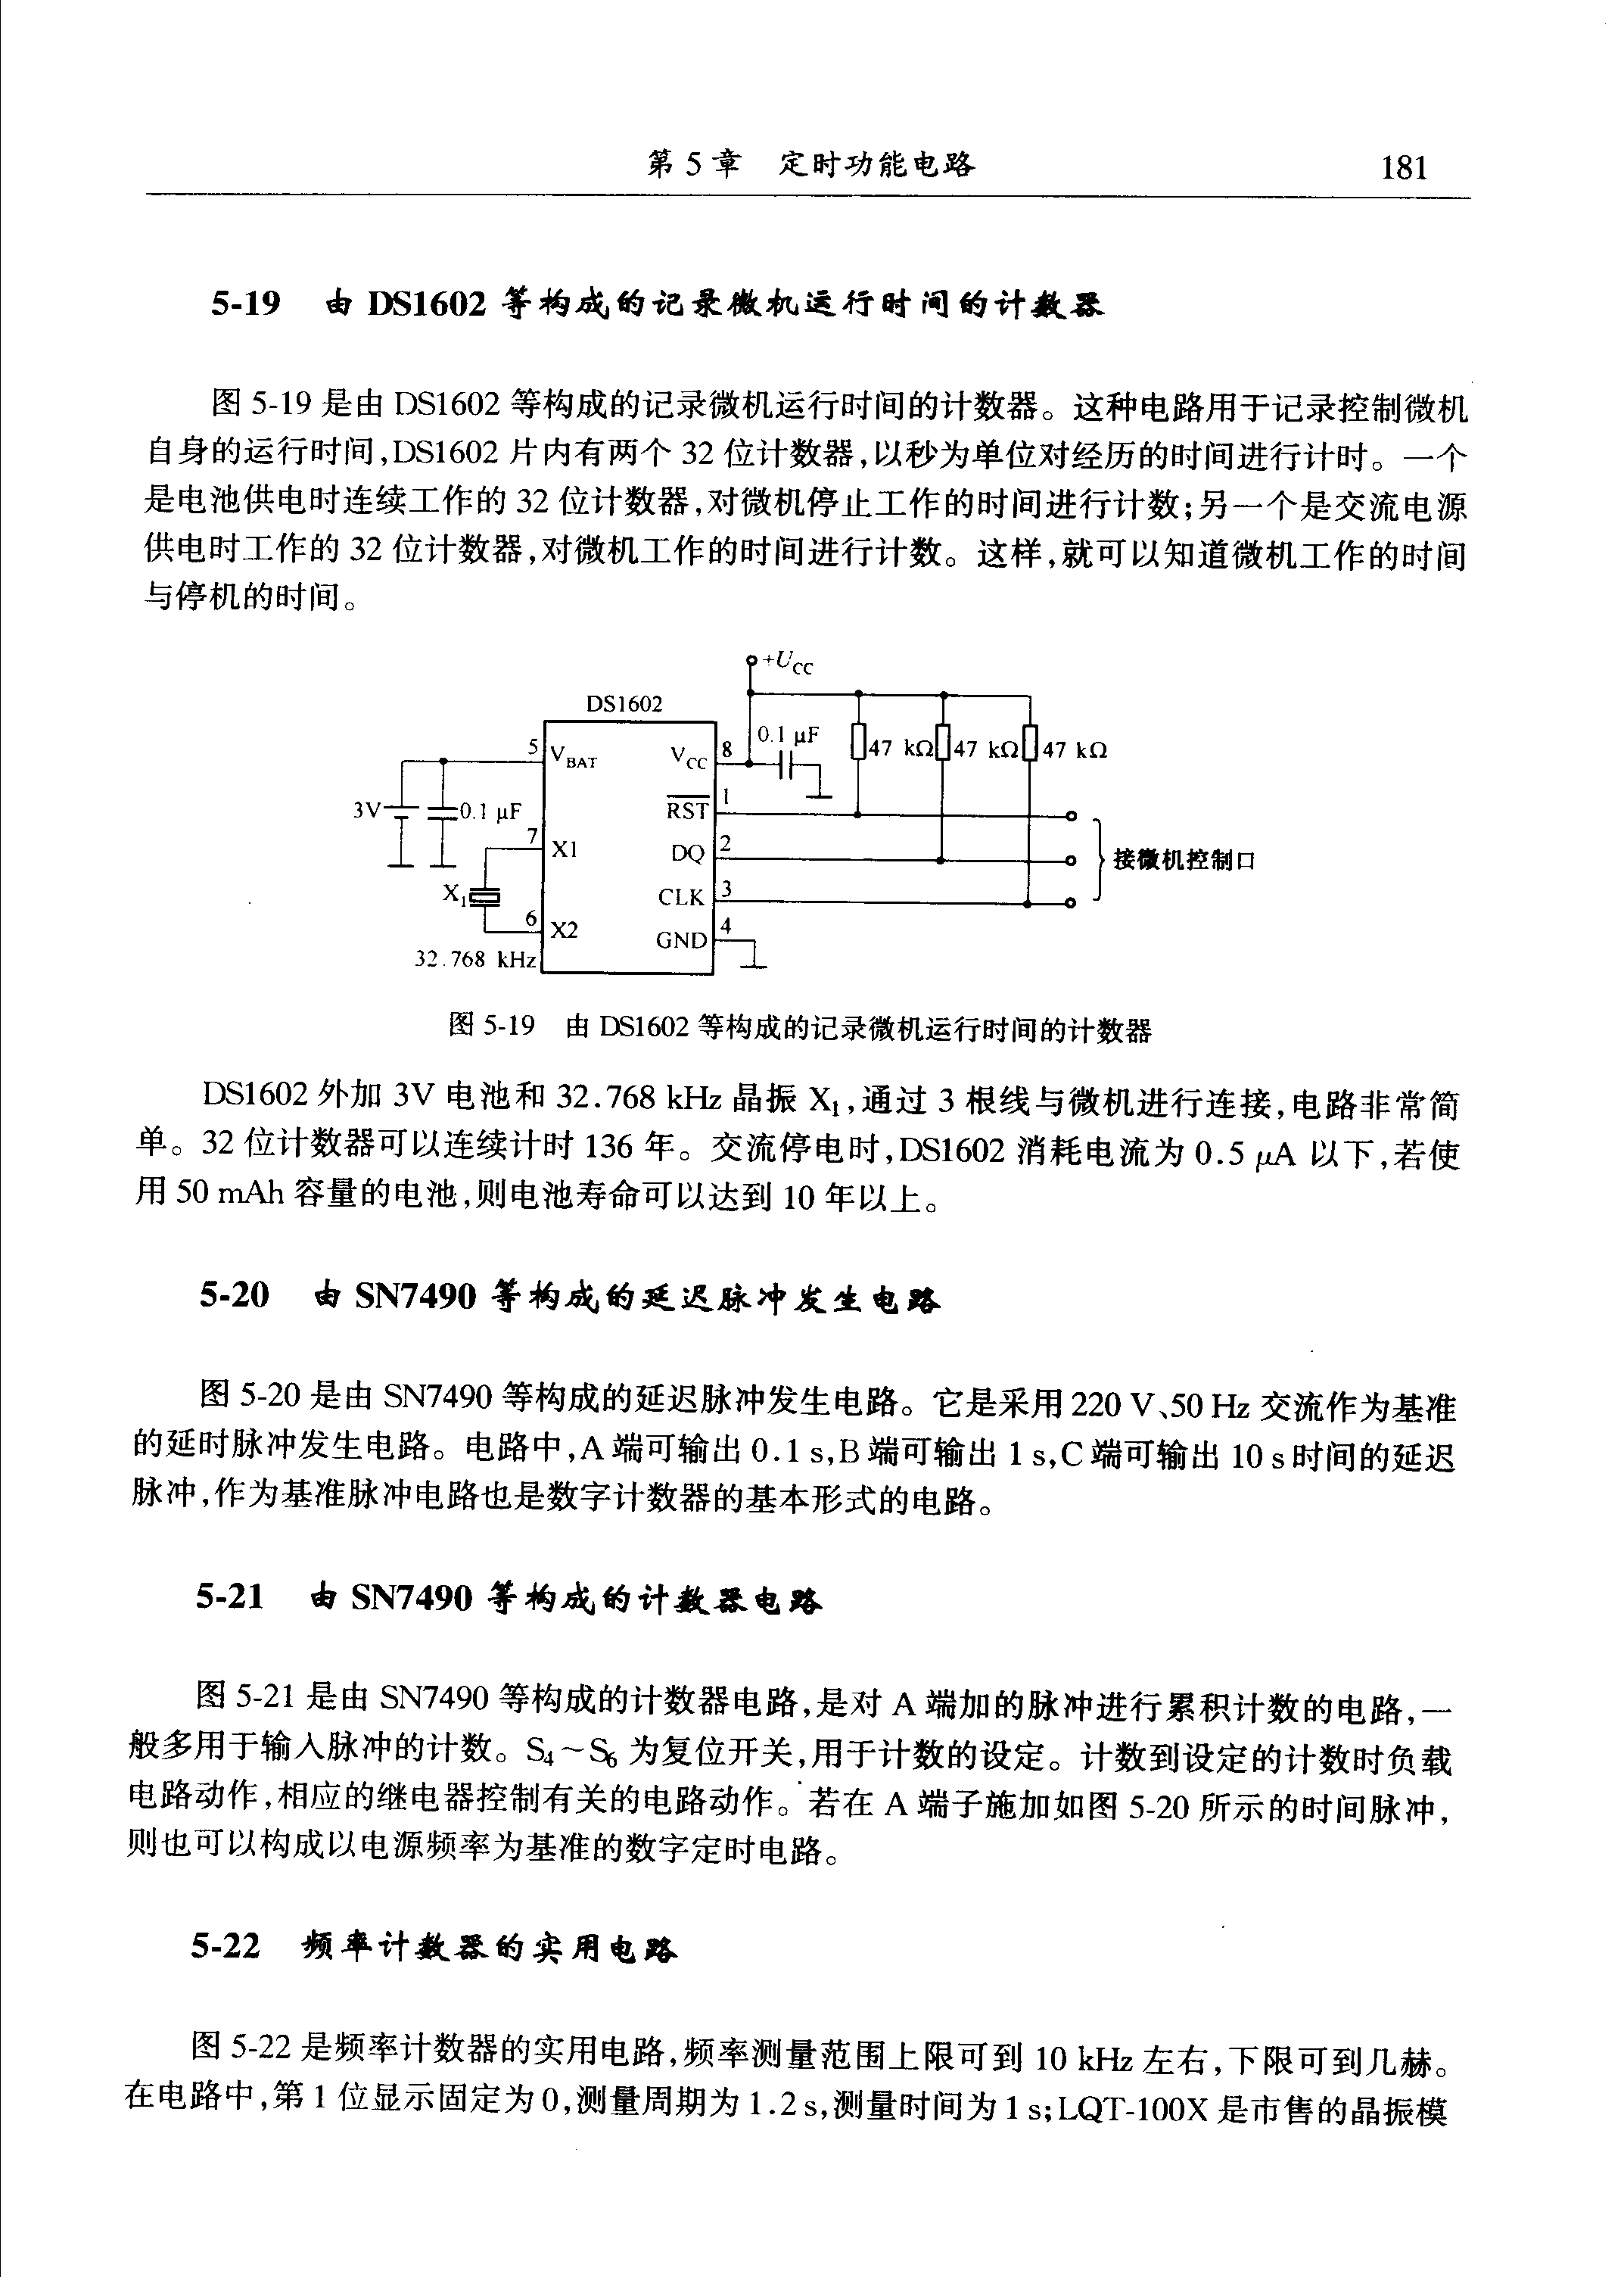 第 5 章　定时功能电路　181
5-19　由 DS1602 等构成的记录微机运行时间的计数器
图 5-19 是由 DS1602 等构成的记录微机运行时间的计数器。这种电路用于记录控制微机
自身的运行时间,DS1602 片内有两个 32 位计数器,以秒为单位对经历的时间进行计时。一个
是电池供电时连续工作的 32 位计数器,对微机停止工作的时间进行计数;另一个是交流电源
供电时工作的 32 位计数器,对微机工作的时间进行计数。这样,就可以知道微机工作的时间
与停机的时间。
+UCC
DS1602
0.1 μF
47 kΩ 47 kΩ 47 kΩ
5 VBAT VCC 8
3V 0.1 μF
RST 1
7 X1 DQ 2
接微机控制口
X1
CLK 3
6 X2 GND 4
32.768 kHz
图 5-19　由 DS1602 等构成的记录微机运行时间的计数器
DS1602 外加 3V 电池和 32.768 kHz 晶振 X1,通过 3 根线与微机进行连接,电路非常简
单。32 位计数器可以连续计时 136 年。交流停电时,DS1602 消耗电流为 0.5 μA 以下,若使
用 50 mAh 容量的电池,则电池寿命可以达到 10 年以上。
5-20　由 SN7490 等构成的延迟脉冲发生电路
图 5-20 是由 SN7490 等构成的延迟脉冲发生电路。它是采用 220 V、50 Hz 交流作为基准
的延时脉冲发生电路。电路中,A 端可输出 0.1 s,B 端可输出 1 s,C 端可输出 10 s 时间的延迟
脉冲,作为基准脉冲电路也是数字计数器的基本形式的电路。
5-21　由 SN7490 等构成的计数器电路
图 5-21 是由 SN7490 等构成的计数器电路,是对 A 端加的脉冲进行累积计数的电路,一
般多用于输入脉冲的计数。S4～S6 为复位开关,用于计数的设定。计数到设定的计数时负载
电路动作,相应的继电器控制有关的电路动作。若在 A 端子施加如图 5-20 所示的时间脉冲,
则也可以构成以电源频率为基准的数字定时电路。
5-22　频率计数器的实用电路
图 5-22 是频率计数器的实用电路,频率测量范围上限可到 10 kHz 左右,下限可到几赫。
在电路中,第 1 位显示固定为 0,测量周期为 1.2 s,测量时间为 1 s;LQT-100X 是市售的晶振模